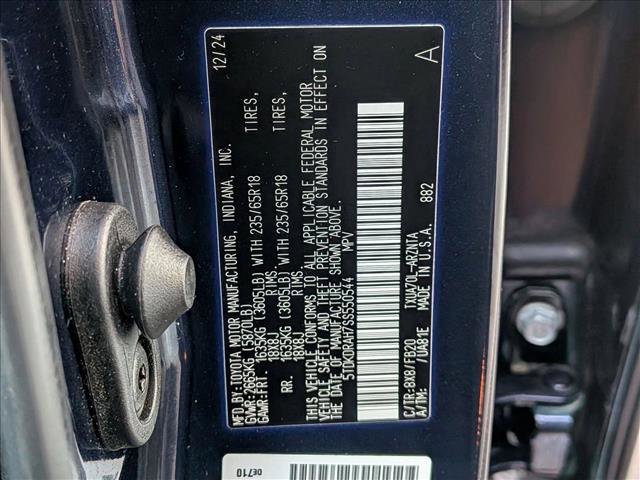 MFD.BY:TOYOTA MOTOR MANUFACTURING, INDIANA, INC. 12/24
GVWR:2665KG (5870LB)
GAWR:FRT. 1635KG (3605LB) WITH 235/65R18 TIRES,
18X8J RIMS,
RR. 1635KG (3605LB) WITH 235/65R18 TIRES,
18X8J RIMS.
THIS VEHICLE CONFORMS TO ALL APPLICABLE FEDERAL MOTOR
VEHICLE SAFETY AND THEFT PREVENTION STANDARDS IN EFFECT ON
THE DATE OF MANUFACTURE SHOWN ABOVE.
5TDKDRAH7SS550544 MPV
A
C/TR:8X8/FB20 TXUA70L-ARZNTA
A/TM: /UA81E MADE IN U.S.A. 882
0E710